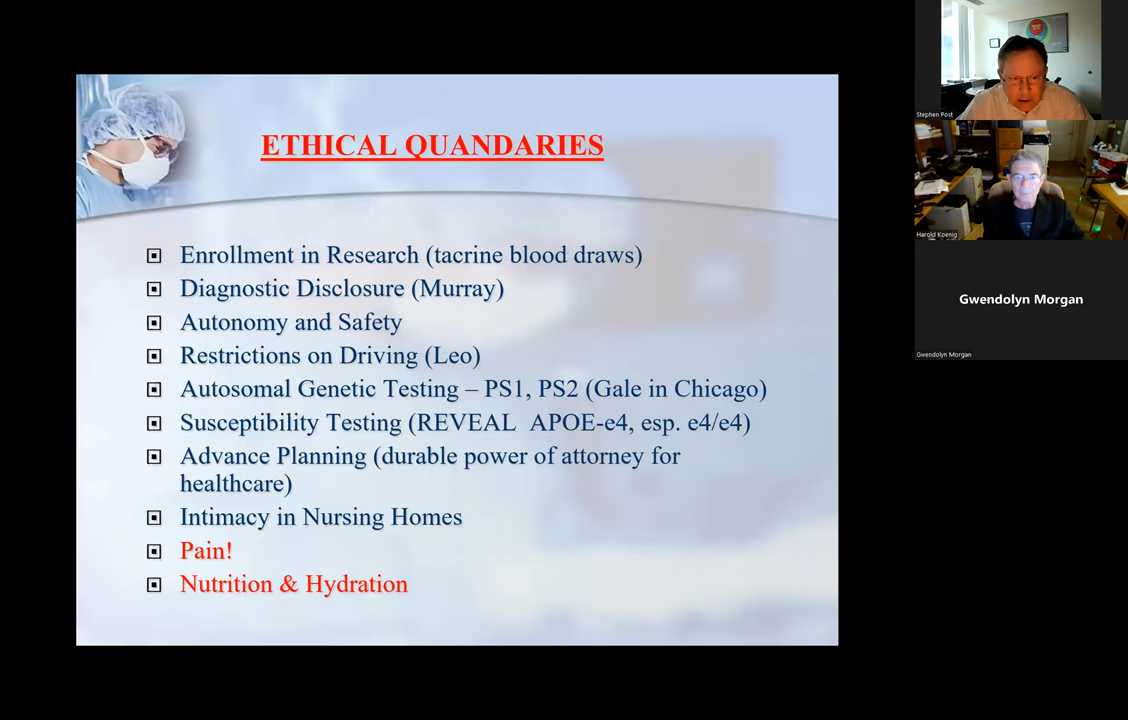 ETHICAL QUANDARIES
Enrollment in Research (tacrine blood draws)
Diagnostic Disclosure (Murray)
Autonomy and Safety
Restrictions on Driving (Leo)
Autosomal Genetic Testing – PS1, PS2 (Gale in Chicago)
Susceptibility Testing (REVEAL APOE-e4, esp. e4/e4)
Advance Planning (durable power of attorney for
healthcare)
Intimacy in Nursing Homes
Pain!
Nutrition & Hydration
Stephen Post
Harold Koenig
Gwendolyn Morgan
Gwendolyn Morgan